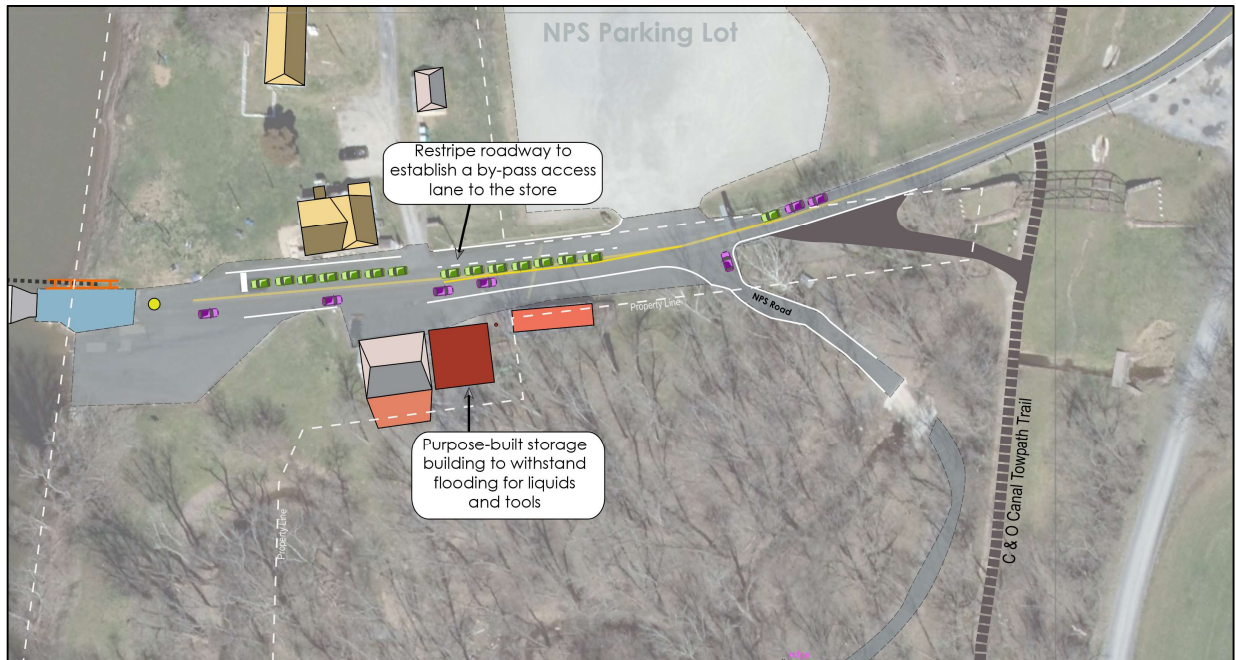 NPS Parking Lot
Restripe roadway to
establish a by-pass access
lane to the store
Property Line
NPS Road
Purpose-built storage
building to withstand
flooding for liquids
and tools
Property Line
C & O Canal Towpath Trail